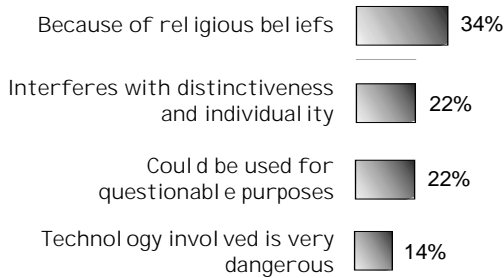 Because of religious beliefs 34%
Interferes with distinctiveness
and individuality 22%
Could be used for
questionable purposes 22%
Technology involved is very
dangerous 14%